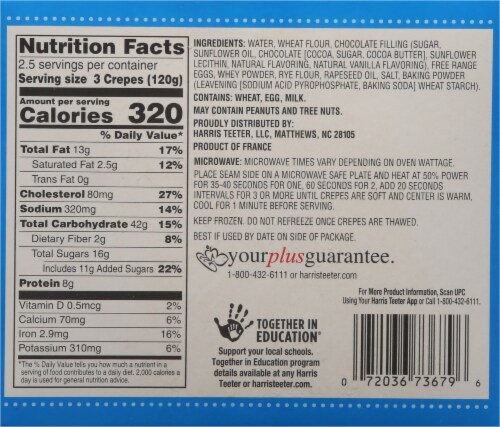 Nutrition Facts
2.5 servings per container
Serving size 3 Crepes (120g)
Amount per serving
Calories 320
% Daily Value*
Total Fat 13g 17%
Saturated Fat 2.5g 12%
Trans Fat 0g
Cholesterol 80mg 27%
Sodium 320mg 14%
Total Carbohydrate 42g 15%
Dietary Fiber 2g 8%
Total Sugars 16g
Includes 11g Added Sugars 22%
Protein 8g
Vitamin D 0.5mcg 2%
Calcium 70mg 6%
Iron 2.9mg 16%
Potassium 310mg 6%
*The % Daily Value tells you how much a nutrient in a
serving of food contributes to a daily diet. 2,000 calories a
day is used for general nutrition advice.
INGREDIENTS: WATER, WHEAT FLOUR, CHOCOLATE FILLING (SUGAR,
SUNFLOWER OIL, CHOCOLATE [COCOA, SUGAR, COCOA BUTTER], SUNFLOWER
LECITHIN, NATURAL FLAVORING, NATURAL VANILLA FLAVORING), FREE RANGE
EGGS, WHEY POWDER, RYE FLOUR, RAPESEED OIL, SALT, BAKING POWDER
(LEAVENING [SODIUM ACID PYROPHOSPHATE, BAKING SODA] WHEAT STARCH).
CONTAINS: WHEAT, EGG, MILK.
MAY CONTAIN PEANUTS AND TREE NUTS.
PROUDLY DISTRIBUTED BY:
HARRIS TEETER, LLC, MATTHEWS, NC 28105
PRODUCT OF FRANCE
MICROWAVE: MICROWAVE TIMES VARY DEPENDING ON OVEN WATTAGE.
PLACE SEAM SIDE ON A MICROWAVE SAFE PLATE AND HEAT AT 50% POWER
FOR 35-40 SECONDS FOR ONE, 60 SECONDS FOR 2, ADD 20 SECONDS
INTERVALS FOR 3 OR MORE UNTIL CREPES ARE SOFT AND CENTER IS WARM,
COOL FOR 1 MINUTE BEFORE SERVING.
KEEP FROZEN. DO NOT REFREEZE ONCE CREPES ARE THAWED.
BEST IF USED BY DATE ON SIDE OF PACKAGE.
yourplusguarantee.
1-800-432-6111 or harristeeter.com
TOGETHER IN
EDUCATION®
Support your local schools.
Together in Education program
details available at any Harris
Teeter or harristeeter.com.
For More Product Information, Scan UPC
Using Your Harris Teeter App or Call 1-800-432-6111.
0 72036 73679 6